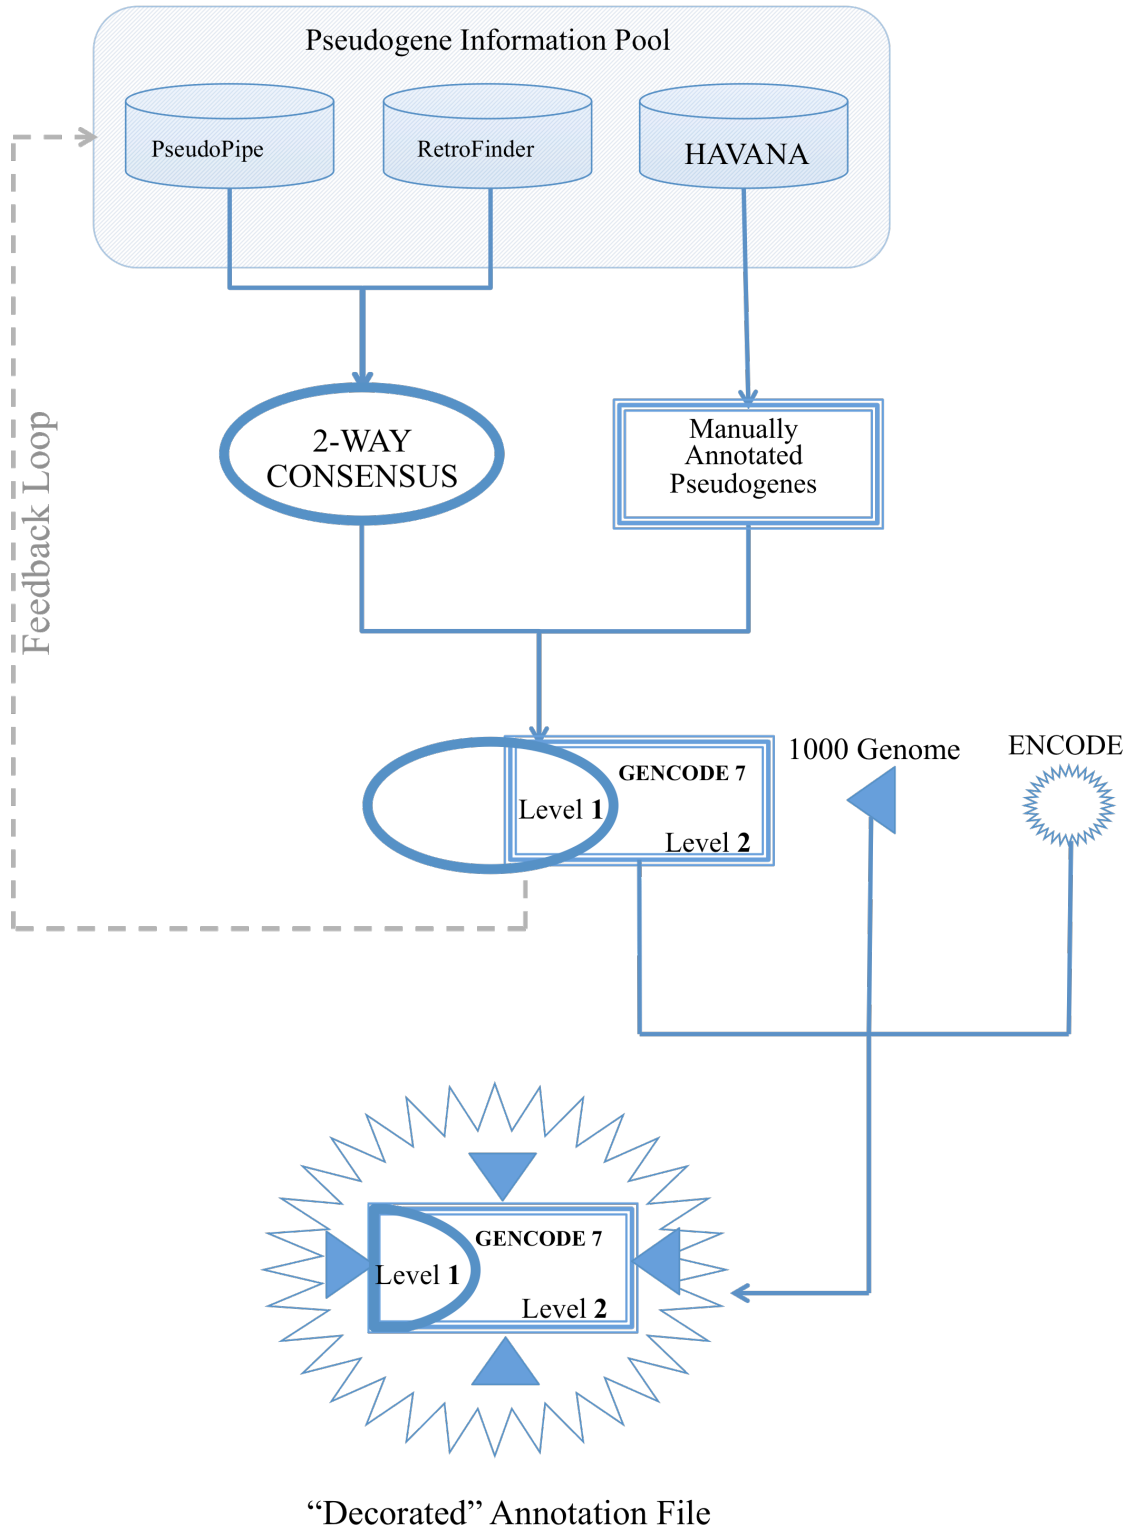 Pseudogene Information Pool
PseudoPipe
RetroFinder
HAVANA
Feedback Loop
2-WAY
CONSENSUS
Manually
Annotated
Pseudogenes
1000 Genome
ENCODE
GENCODE 7
Level 1
Level 2
GENCODE 7
Level 1
Level 2
“Decorated” Annotation File